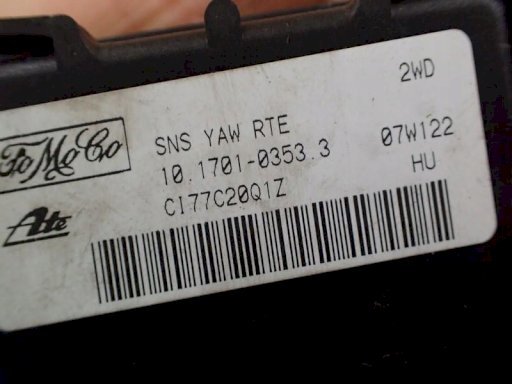 2WD
FoMoCo
SNS YAW RTE
07W122
10.1701-0353.3
HU
Ate
C177C20Q1Z